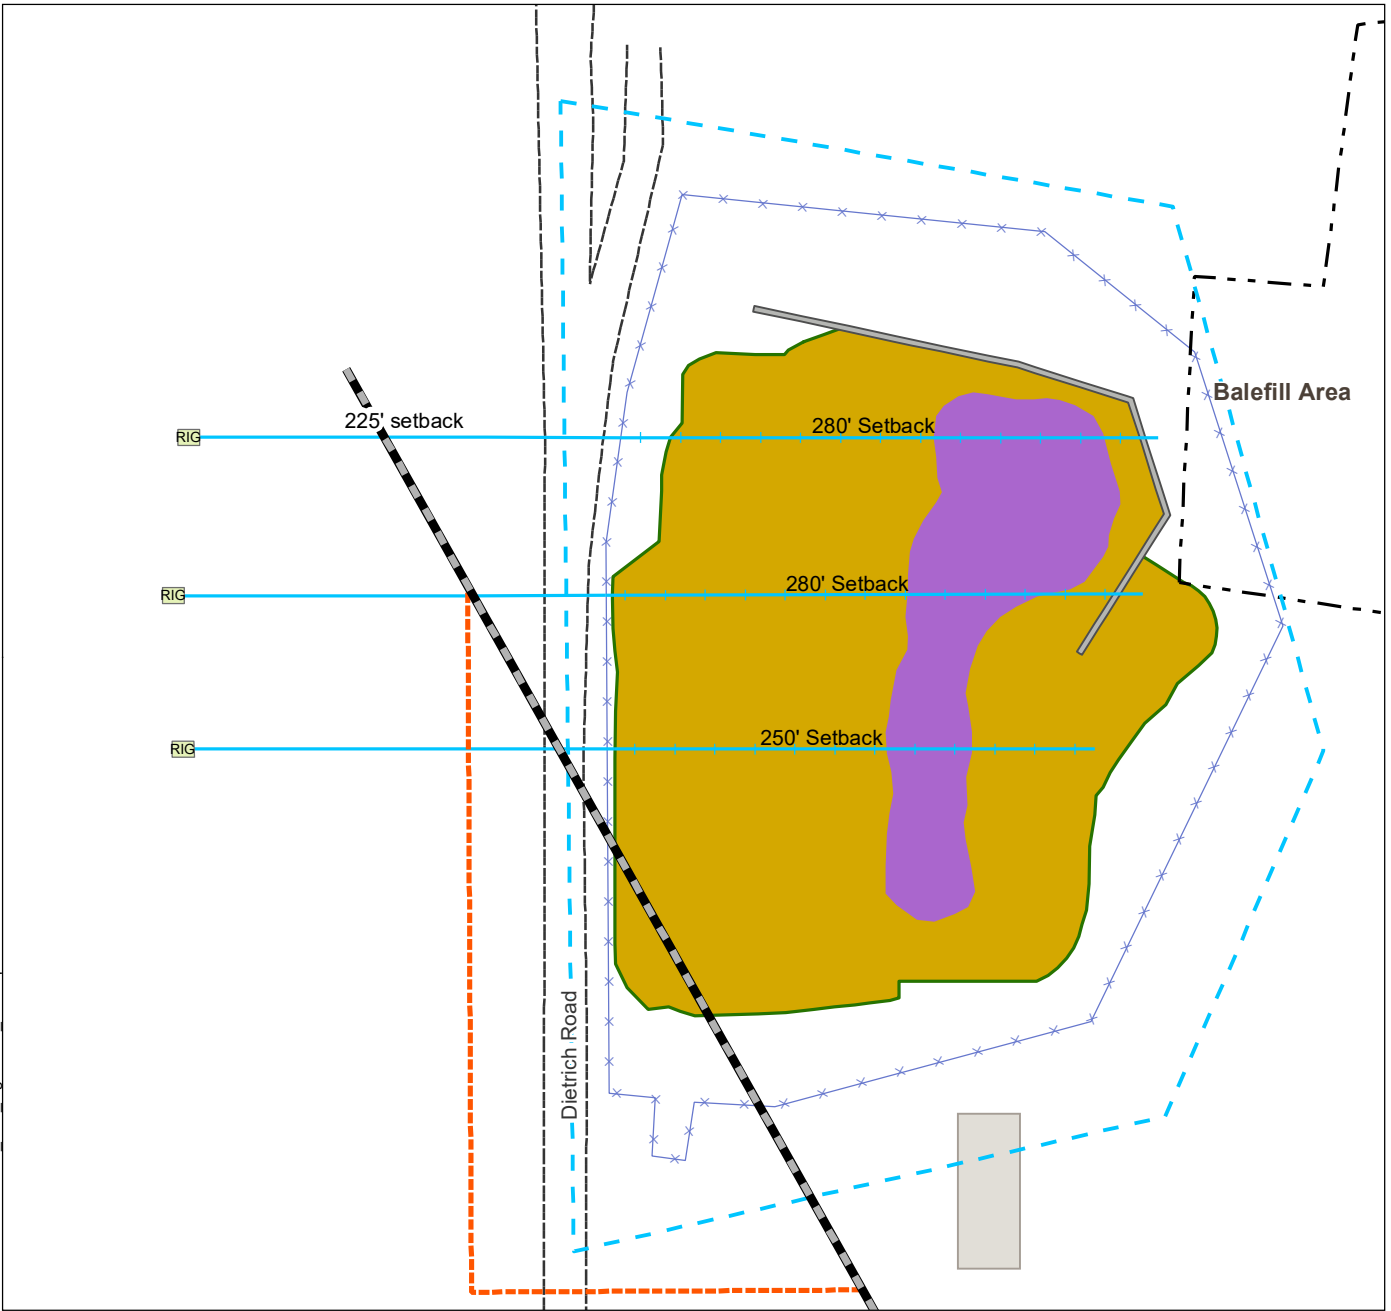 Balefill Area
225' setback
280' Setback
RIG
280' Setback
RIG
250' Setback
RIG
Dietrich Road